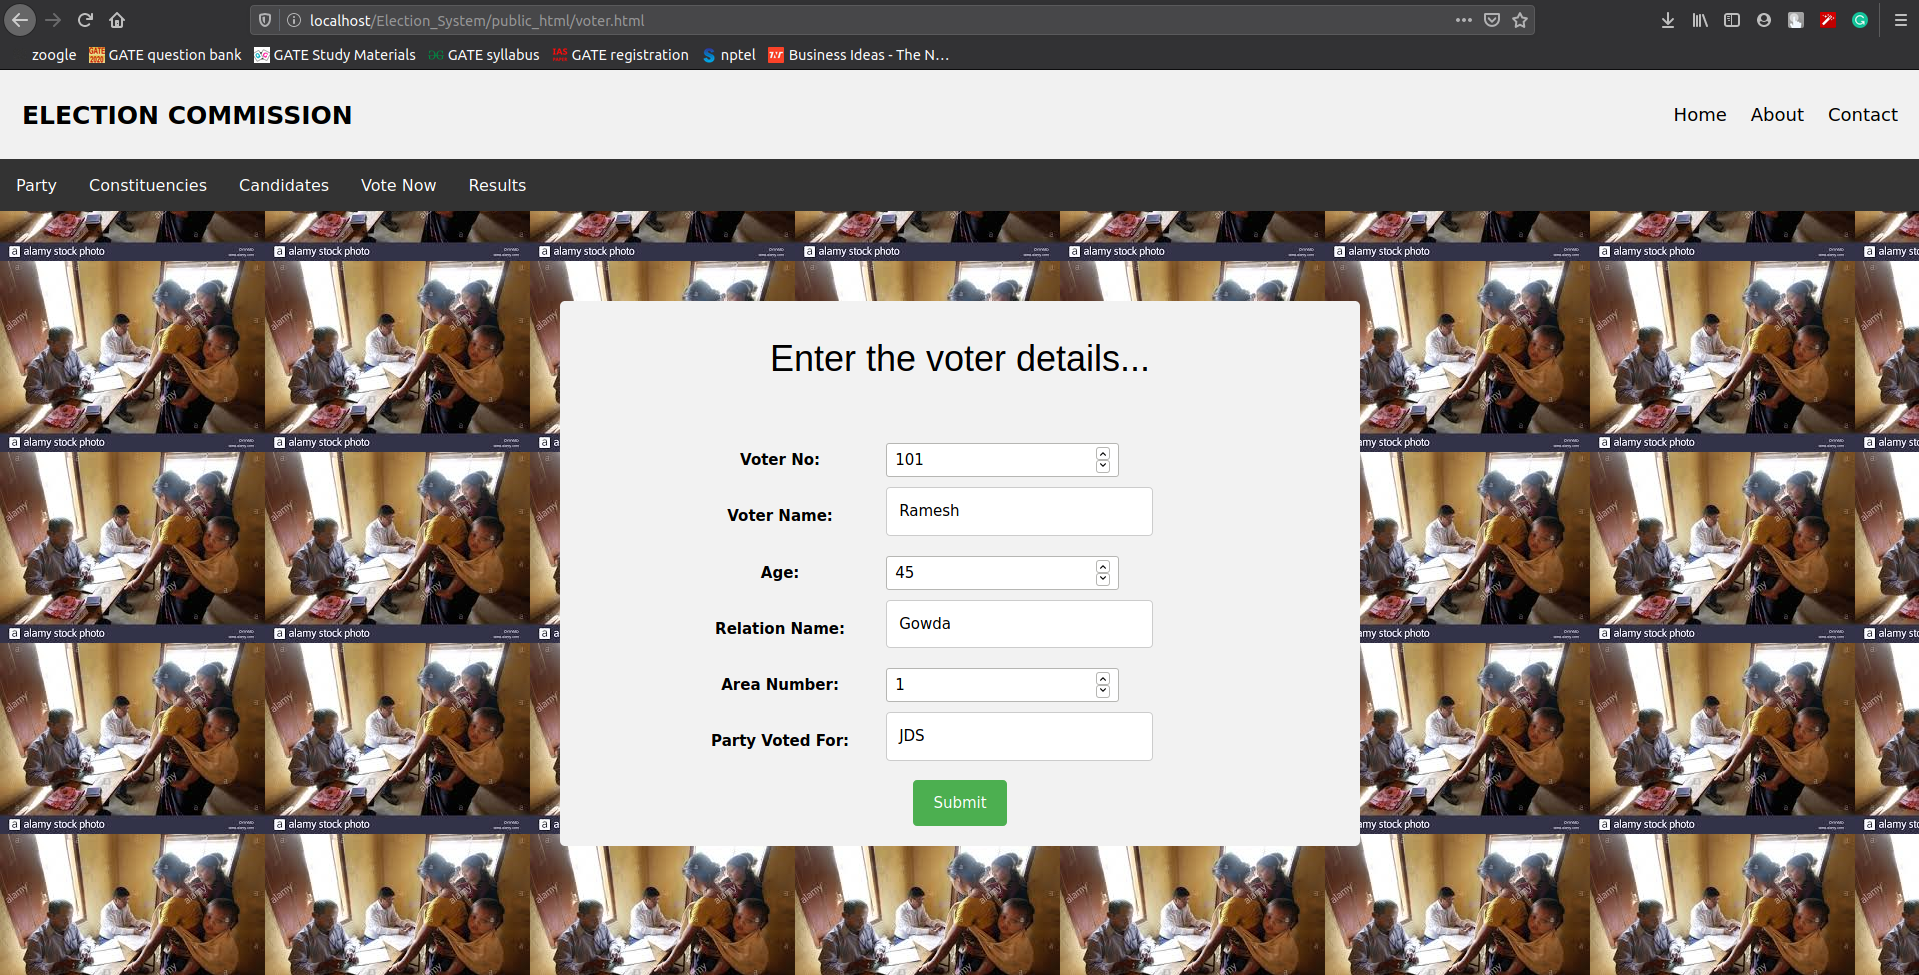 localhost/Election_System/public_html/voter.html
zoogle GATE question bank GATE Study Materials GATE syllabus GATE registration nptel Business Ideas - The N...
ELECTION COMMISSION
Home About Contact
Party Constituencies Candidates Vote Now Results
a alamy stock photo
Enter the voter details...
Voter No: 101
Voter Name: Ramesh
Age: 45
Relation Name: Gowda
Area Number: 1
Party Voted For: JDS
Submit